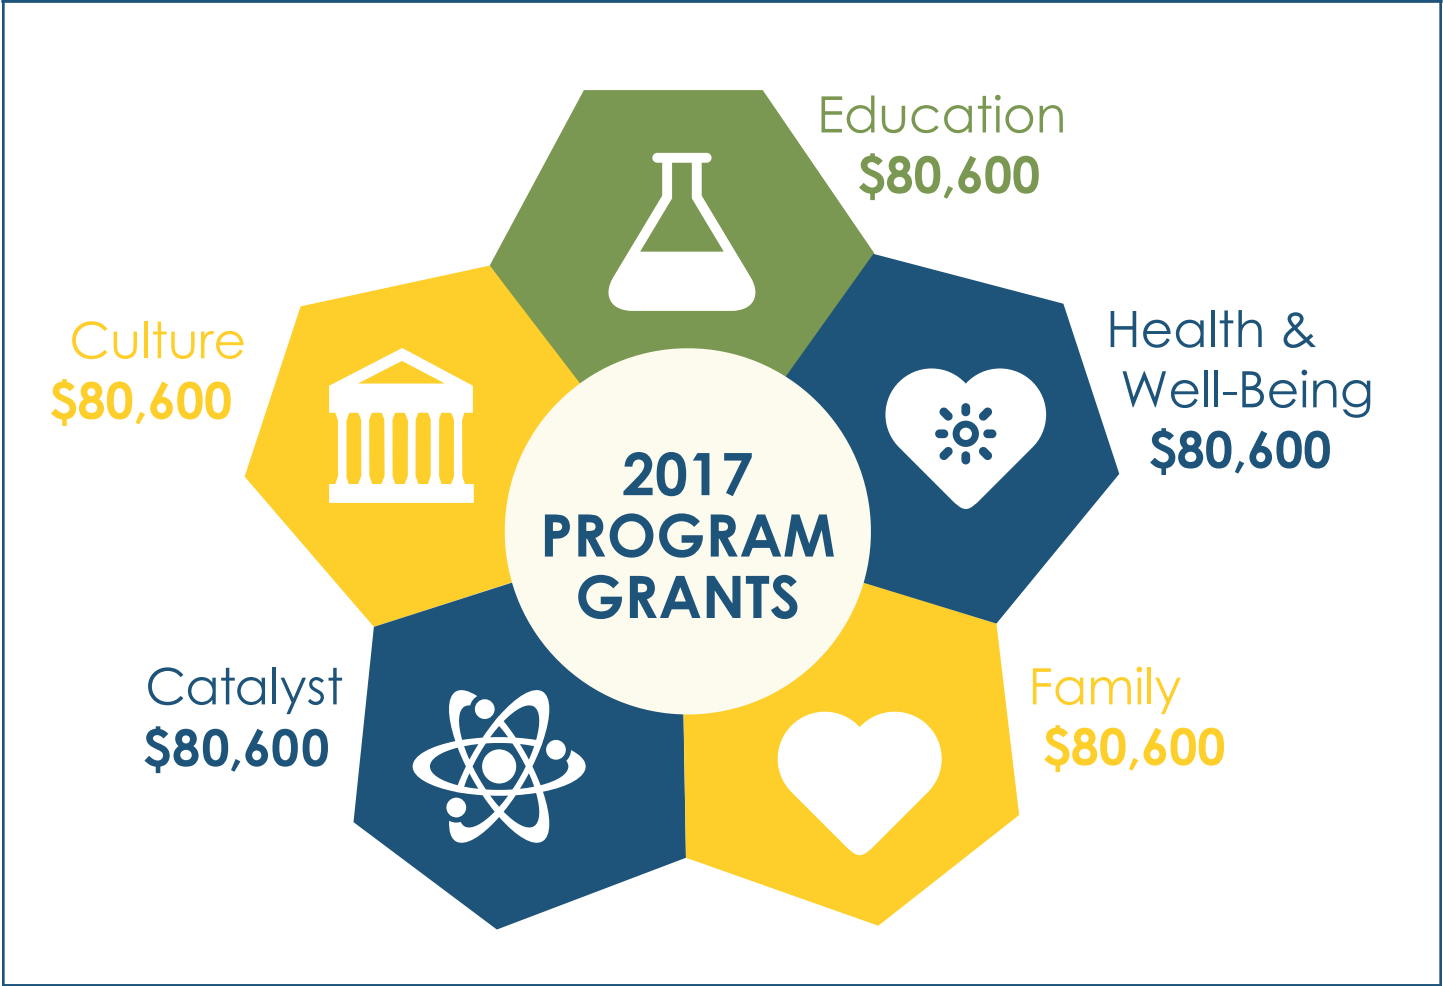 Education
$80,600
Health &
Well-Being
$80,600
Culture
$80,600
2017
PROGRAM
GRANTS
Catalyst
$80,600
Family
$80,600